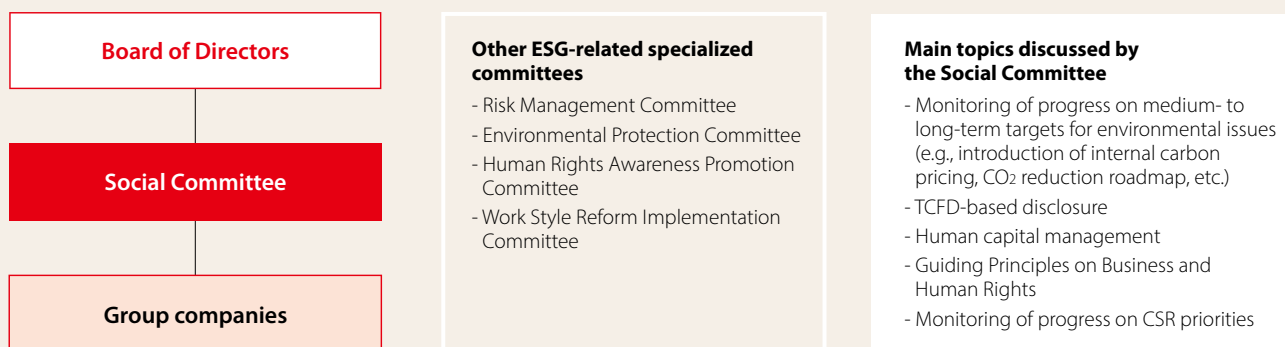 Board of Directors
Social Committee
Group companies
Other ESG-related specialized
committees
- Risk Management Committee
- Environmental Protection Committee
- Human Rights Awareness Promotion
Committee
- Work Style Reform Implementation
Committee
Main topics discussed by
the Social Committee
- Monitoring of progress on medium- to
long-term targets for environmental issues
(e.g., introduction of internal carbon
pricing, CO2 reduction roadmap, etc.)
- TCFD-based disclosure
- Human capital management
- Guiding Principles on Business and
Human Rights
- Monitoring of progress on CSR priorities